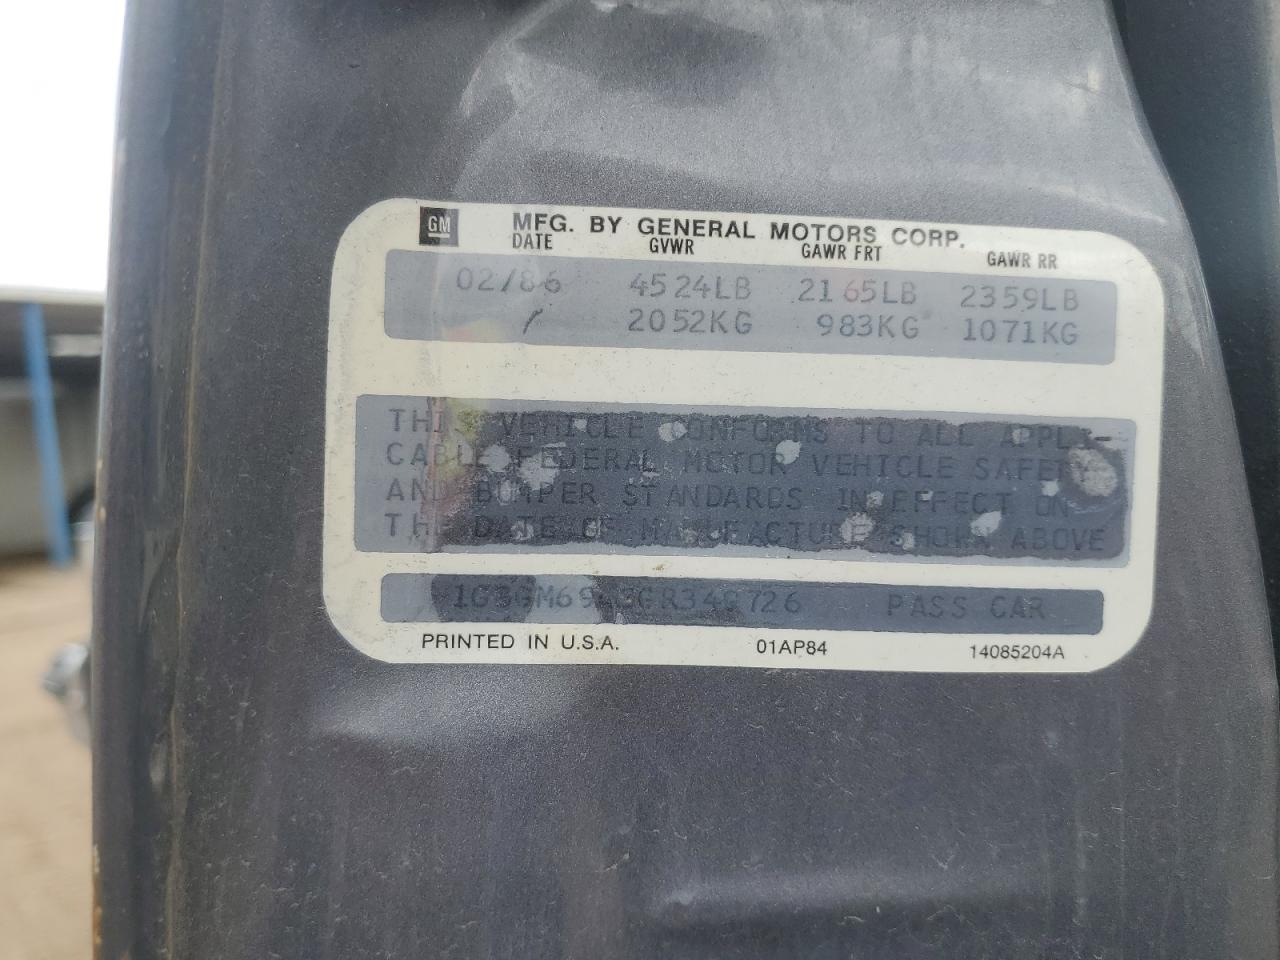 GM MFG. BY GENERAL MOTORS CORP.
DATE GVWR GAWR FRT GAWR RR
02/86 4524LB 2165LB 2359LB
/ 2052KG 983KG 1071KG
THIS VEHICLE CONFORMS TO ALL APPLI-
CABLE FEDERAL MOTOR VEHICLE SAFETY
AND BUMPER STANDARDS IN EFFECT ON
THE DATE OF MANUFACTURE SHOWN ABOVE
PASS CAR
PRINTED IN U.S.A. 01AP84 14085204A